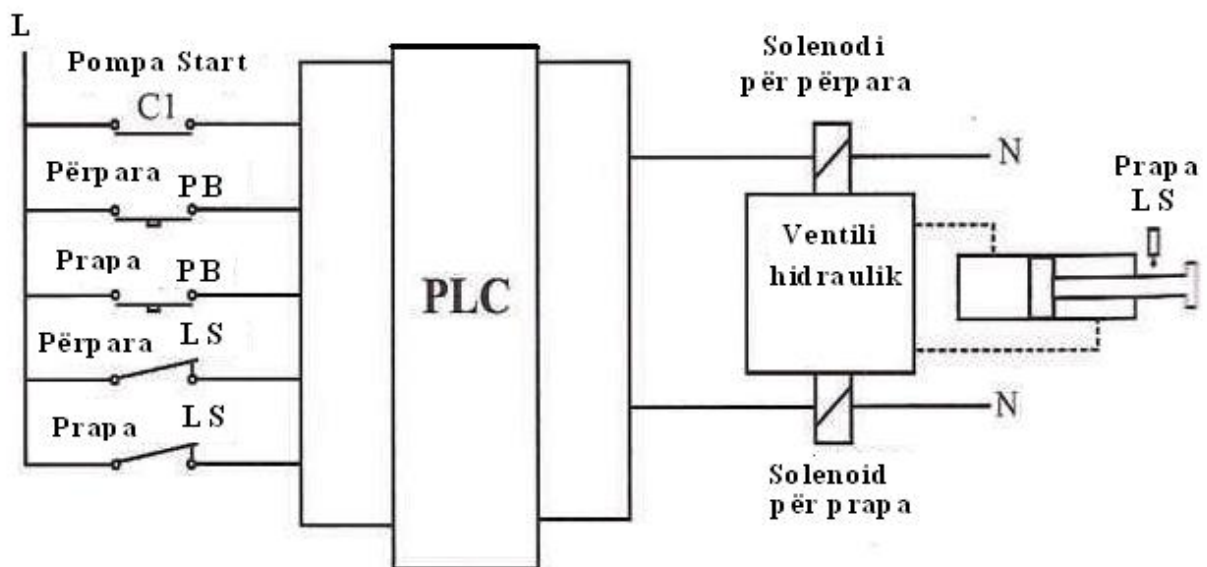 L
Pompa Start
C1
Përpara
PB
Prapa
PB
Përpara
LS
Prapa
LS
PLC
Solenodi
për përpara
N
Ventili
hidraulik
Prapa
LS
N
Solenoid
për prapa